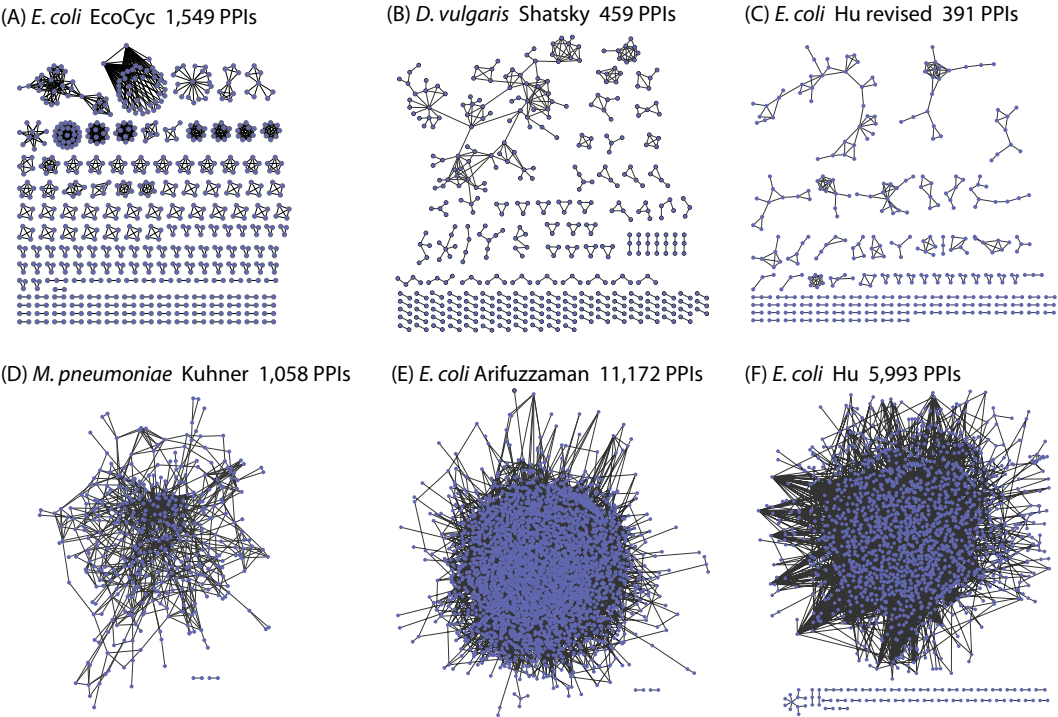 (A) E. coli EcoCyc 1,549 PPIs
(B) D. vulgaris Shatsky 459 PPIs
(C) E. coli Hu revised 391 PPIs
(D) M. pneumoniae Kuhner 1,058 PPIs
(E) E. coli Arifuzzaman 11,172 PPIs
(F) E. coli Hu 5,993 PPIs